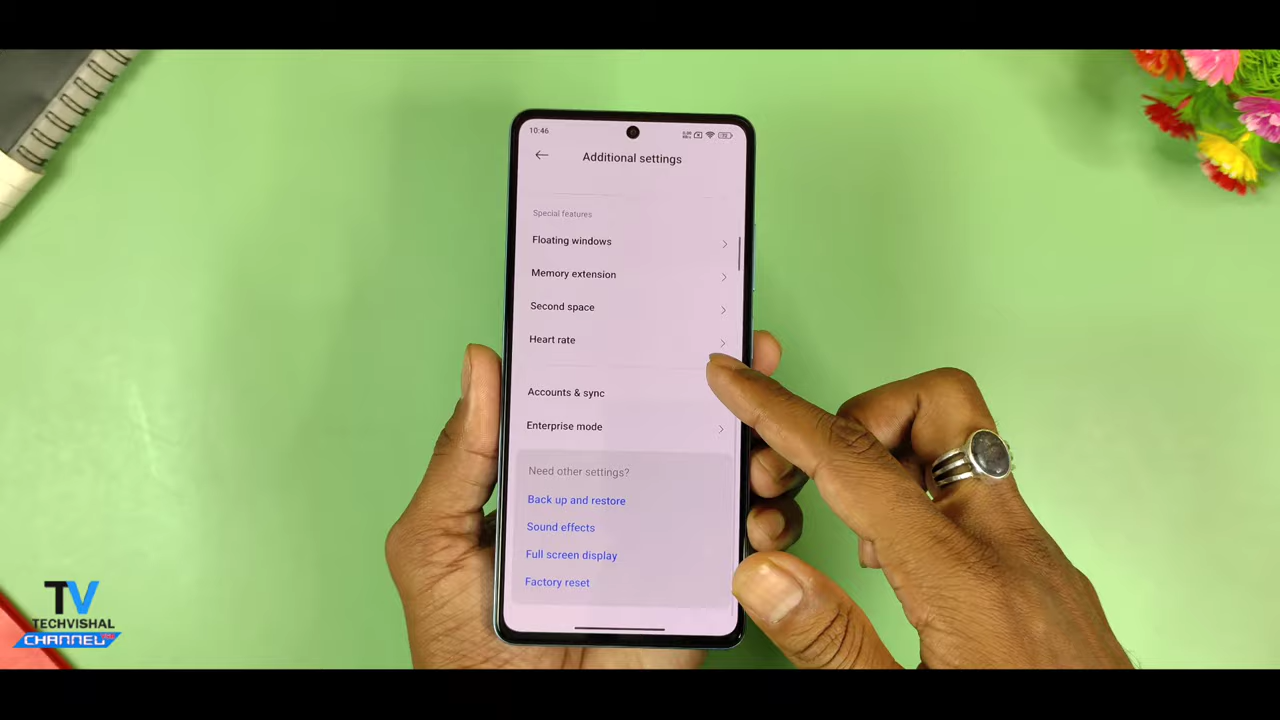 10:46
Additional settings
Special features
Floating windows
Memory extension
Second space
Heart rate
Accounts & sync
Enterprise mode
Need other settings?
Back up and restore
Sound effects
Full screen display
Factory reset
TV
TECHVISHAL
CHANNEL